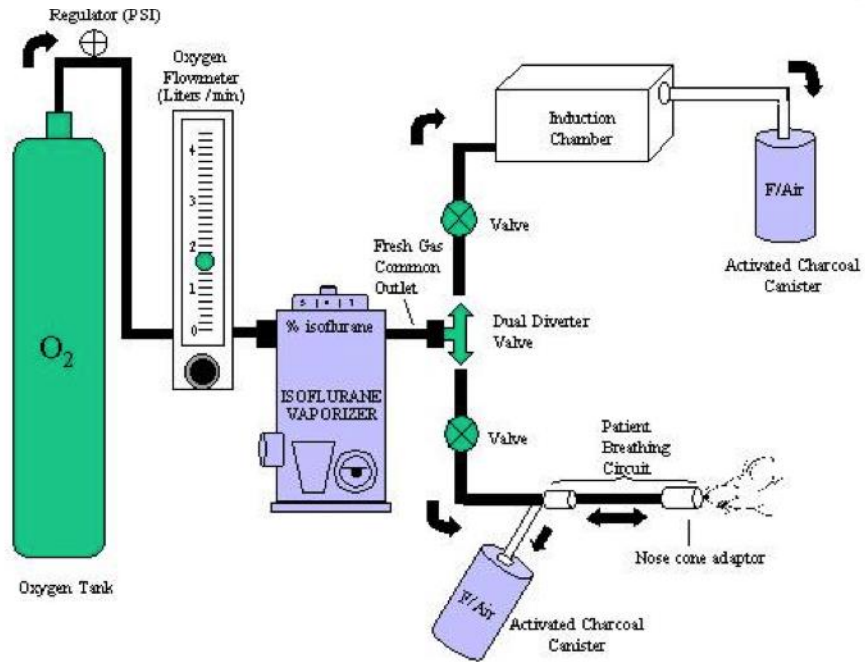 Regulator (PSI)
Oxygen
Flowmeter
(Liters /min)
4
3
2
1
0
O2
Oxygen Tank
% isoflurane
ISOFLURANE
VAPORIZER
Fresh Gas
Common
Outlet
Valve
Dual Diverter
Valve
Valve
Induction
Chamber
F/Air
Activated Charcoal
Canister
Patient
Breathing
Circuit
Nose cone adaptor
F/Air
Activated Charcoal
Canister